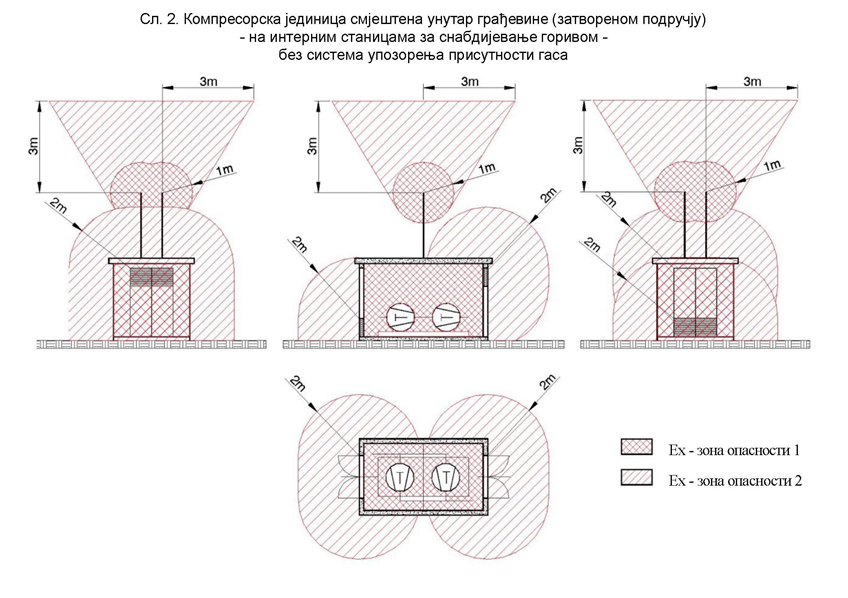 Сл. 2. Компресорска јединица смјештена унутар грађевине (затвореном подручју)
- на интерним станицама за снабдијевање горивом -
без система упозорења присутности гаса
3m
3m
3m
3m
3m
3m
1m
1m
1m
2m
2m
2m
2m
2m
2m
2m
Ex - зона опасности 1
Ex - зона опасности 2